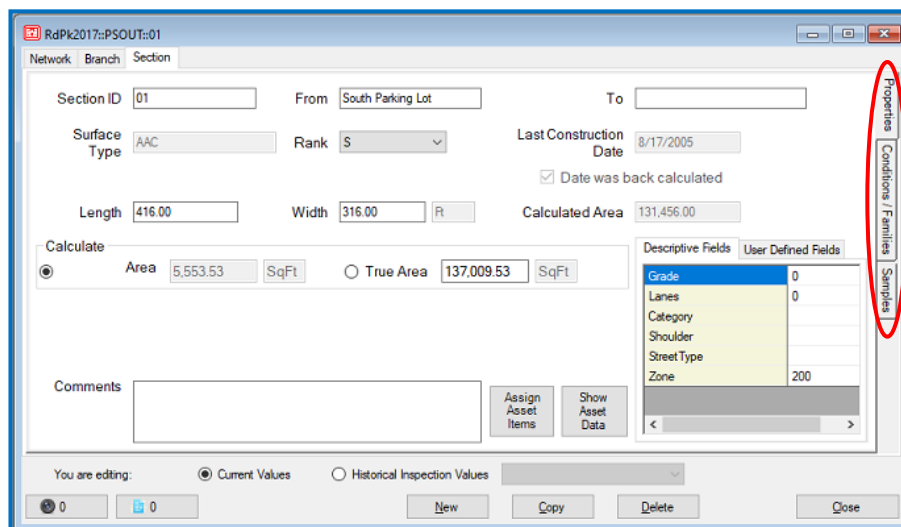 RdPk2017::PSOUT::01
Network Branch Section
Section ID 01 From South Parking Lot To
Surface Type AAC Rank S Last Construction Date 8/17/2005
Date was back calculated
Length 416.00 Width 316.00 Ft Calculated Area 131,456.00
Calculate
Area 5,553.53 SqFt True Area 137,009.53 SqFt
Descriptive Fields User Defined Fields
Grade 0
Lanes 0
Category
Shoulder
StreetType
Zone 200
Comments
Assign Asset Items
Show Asset Data
Properties
Conditions / Families
Samples
You are editing: Current Values Historical Inspection Values
0 0 New Copy Delete Close